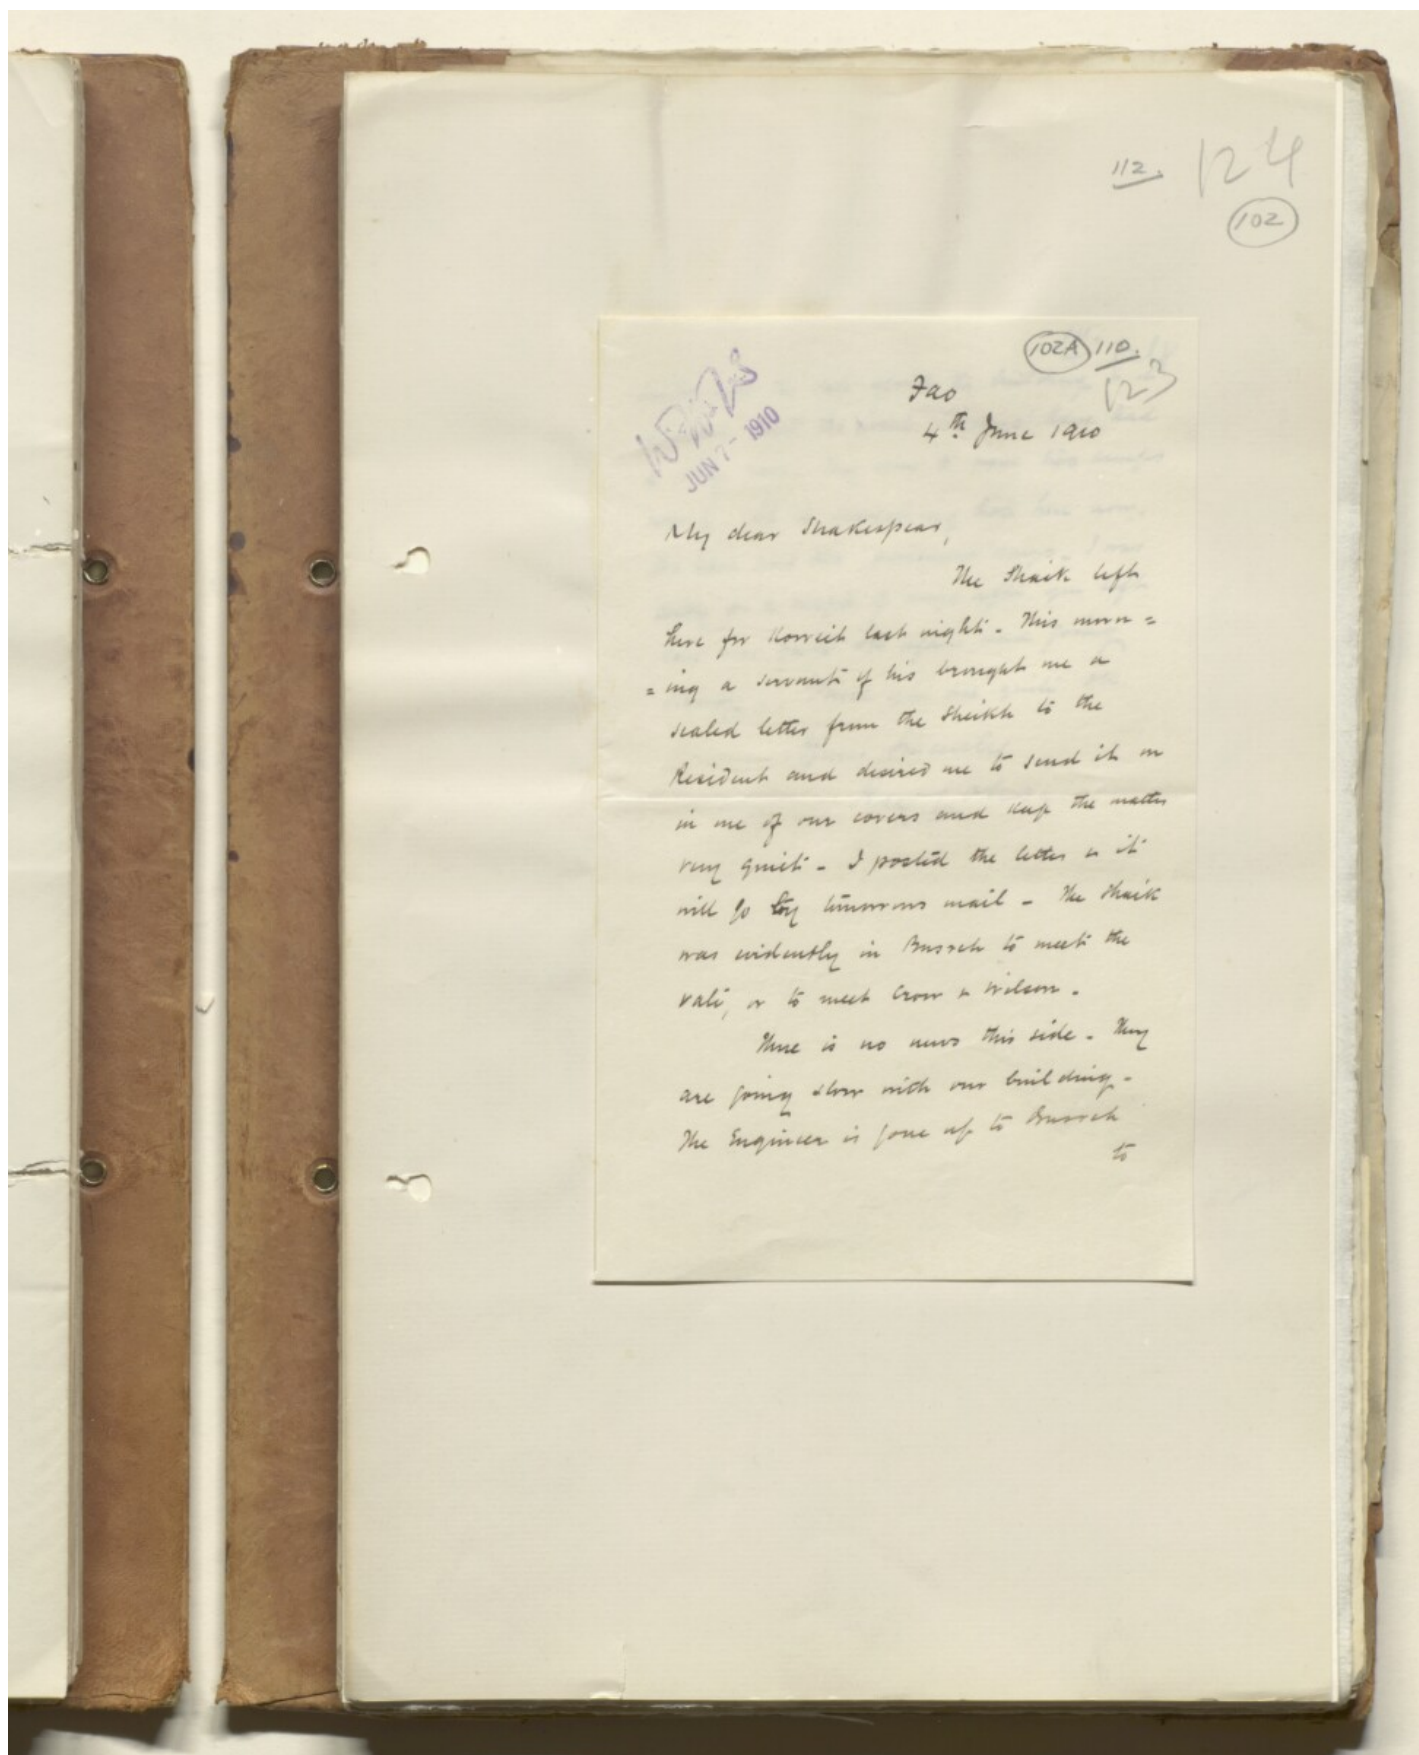 112. 124
102
102A 110.
123
JUN 7 - 1910
Fao
4th June 1910
My dear Shakespear,
The Shaik left
here for Koweit last night. This morn =
= ing a servant of his brought me a
sealed letter from the Sheikh to the
Resident and desired me to send it on
in one of our covers and keep the matter
very quiet - I posted the letter & it
will go by tomorrows mail - The Shaik
was evidently in Bussrah to meet the
Vali, or to meet Crow & Wilson.
There is no news this side - They
are going slow with our building -
The Engineer is gone up to Bussrah
to